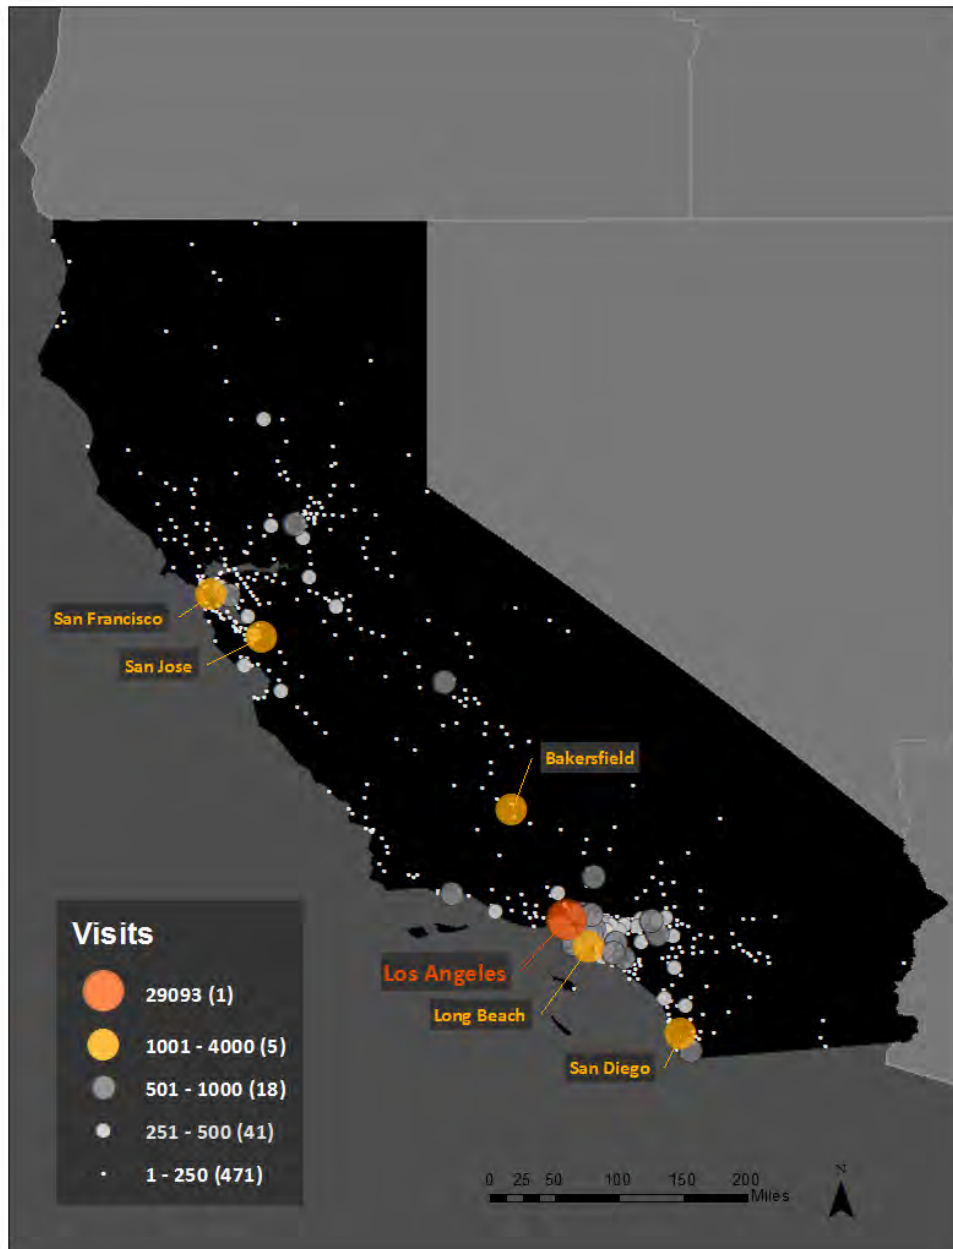 San Francisco
San Jose
Bakersfield
Los Angeles
Long Beach
San Diego
Visits
29093 (1)
1001 - 4000 (5)
501 - 1000 (18)
251 - 500 (41)
1 - 250 (471)
0 25 50 100 150 200
Miles
N